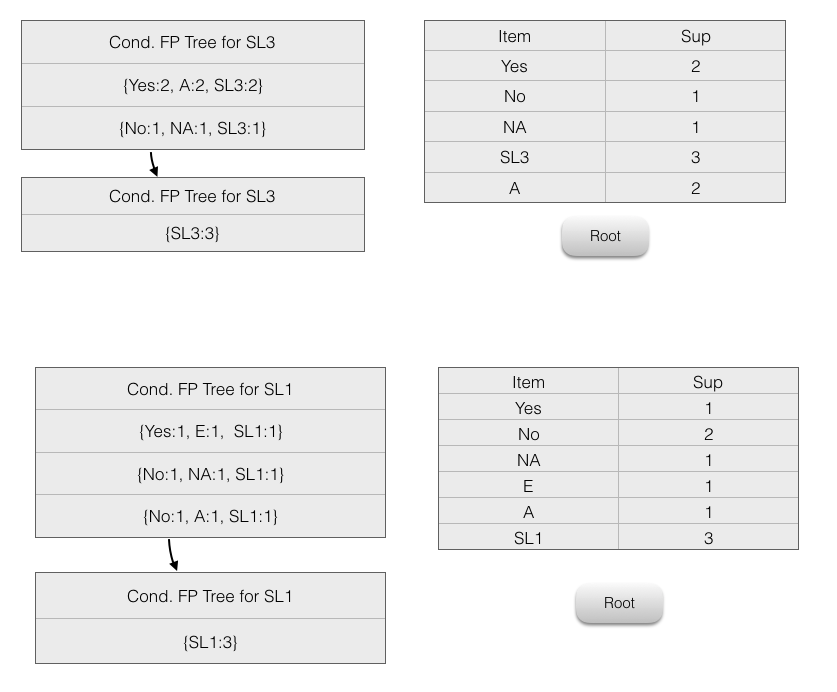 Cond. FP Tree for SL3
{Yes:2, A:2, SL3:2}
{No:1, NA:1, SL3:1}
Cond. FP Tree for SL3
{SL3:3}
Item Sup
Yes 2
No 1
NA 1
SL3 3
A 2
Root
Cond. FP Tree for SL1
{Yes:1, E:1,  SL1:1}
{No:1, NA:1, SL1:1}
{No:1, A:1, SL1:1}
Cond. FP Tree for SL1
{SL1:3}
Item Sup
Yes 1
No 2
NA 1
E 1
A 1
SL1 3
Root